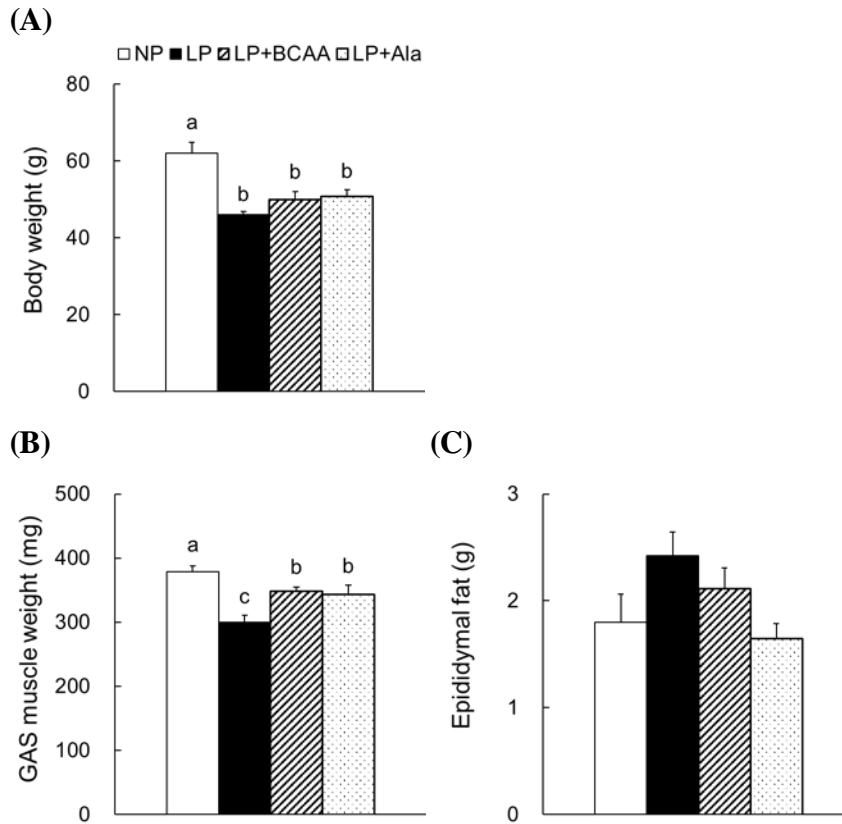 (A)
NP LP LP+BCAA LP+Ala
80
60
40
20
0
Body weight (g)
a
b
b
b
(B)
500
400
300
200
100
0
GAS muscle weight (mg)
a
c
b
b
(C)
3
2
1
0
Epididymal fat (g)